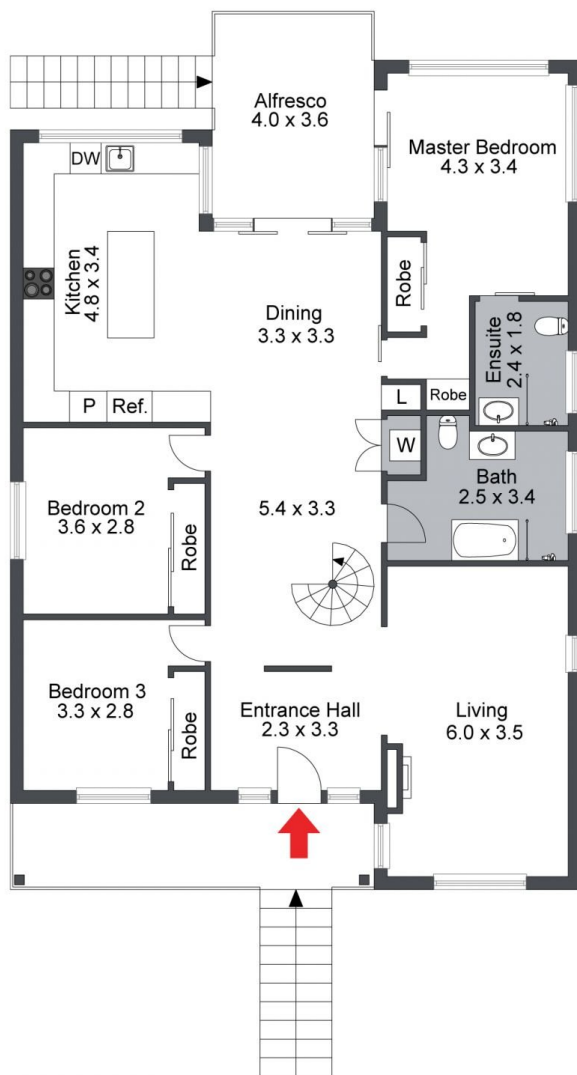 Alfresco
4.0 x 3.6
Master Bedroom
4.3 x 3.4
DW
Kitchen
4.8 x 3.4
Robe
Dining
3.3 x 3.3
Ensuite
2.4 x 1.8
P
Ref.
L
Robe
W
Bath
2.5 x 3.4
Bedroom 2
3.6 x 2.8
Robe
5.4 x 3.3
Bedroom 3
3.3 x 2.8
Robe
Entrance Hall
2.3 x 3.3
Living
6.0 x 3.5